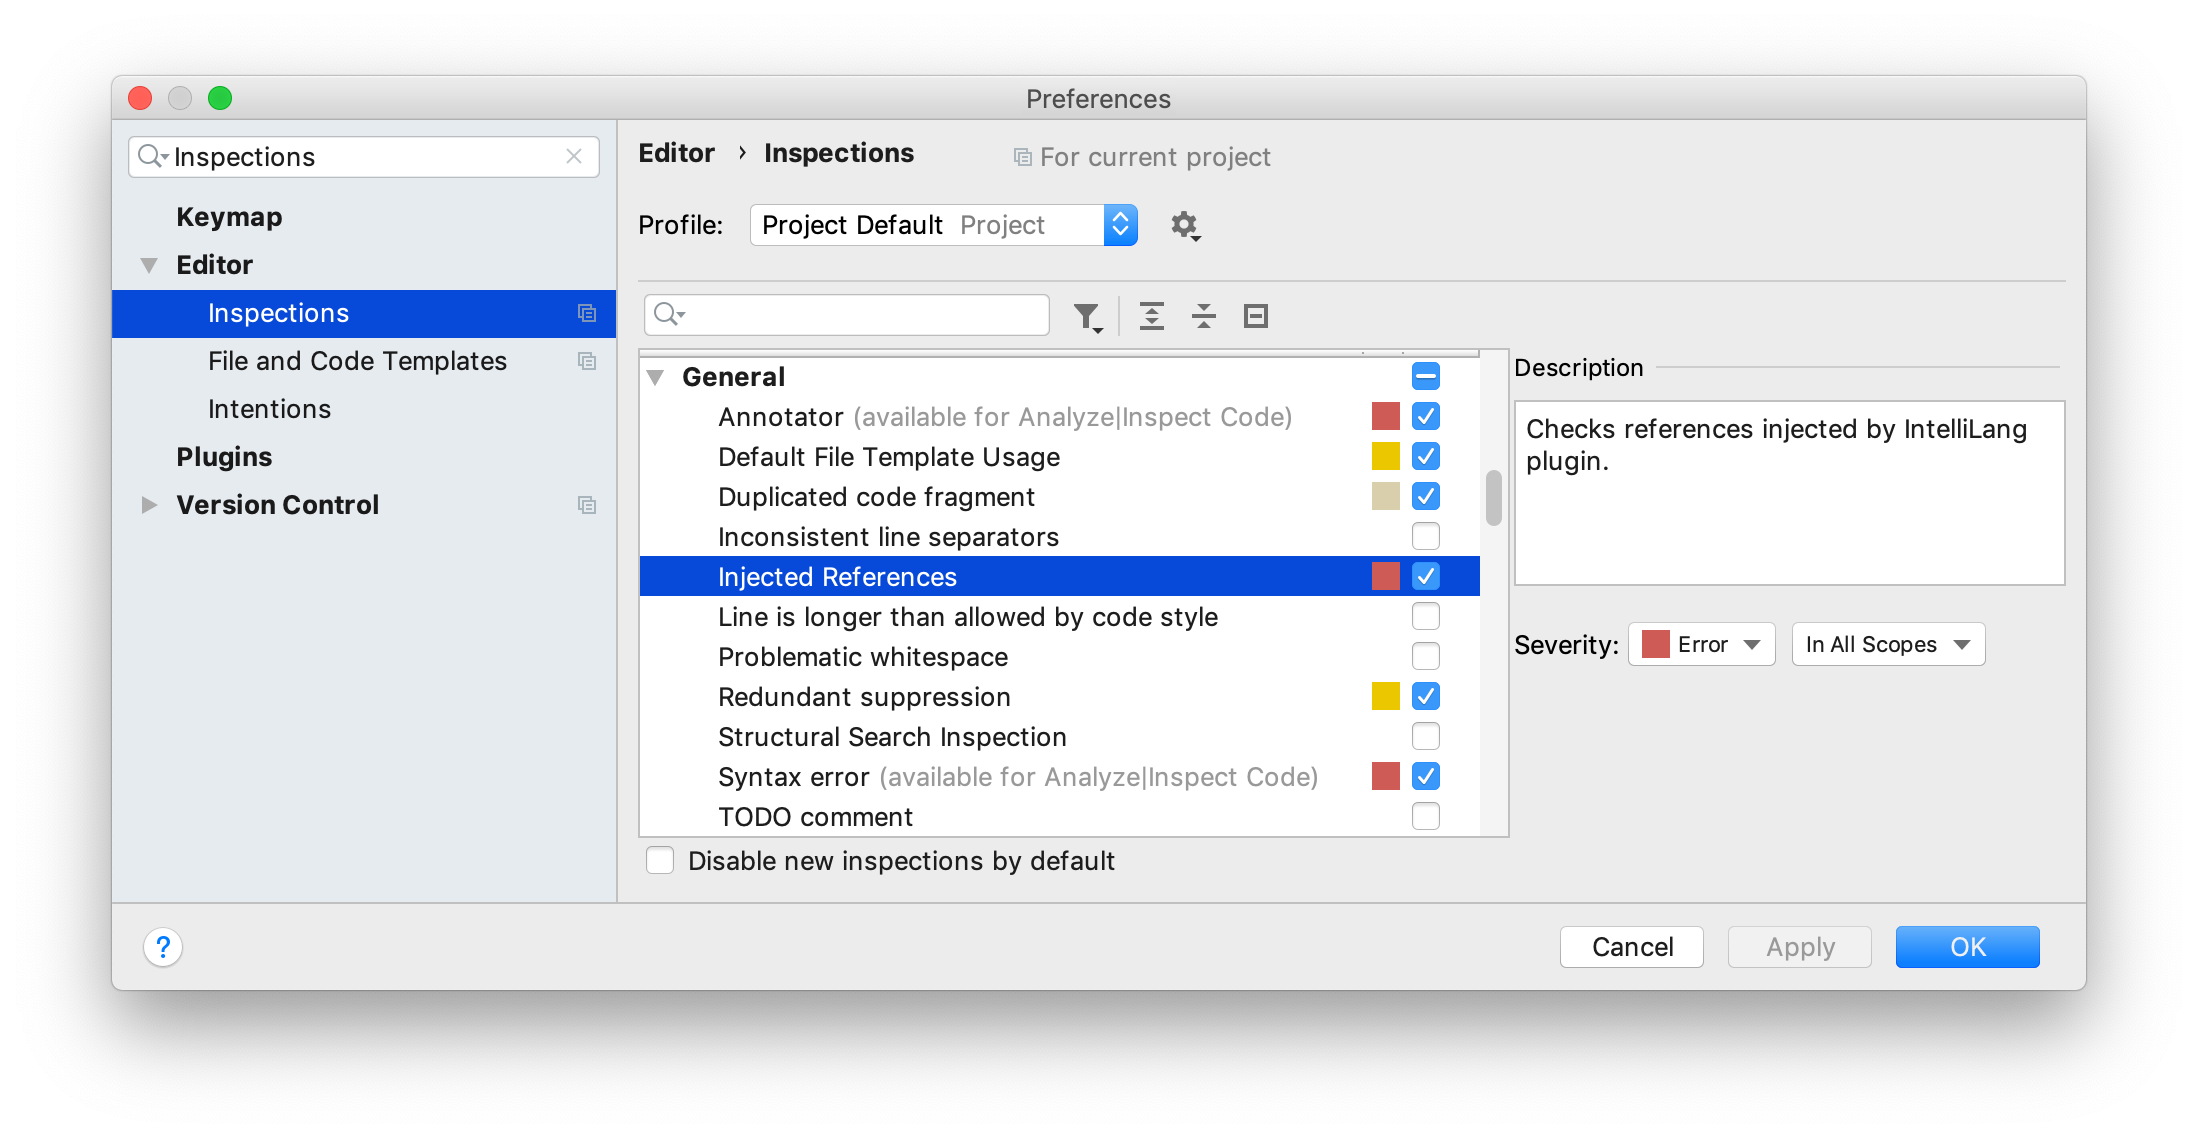 Preferences
Inspections
Keymap
Editor
Inspections
File and Code Templates
Intentions
Plugins
Version Control
Editor › Inspections
For current project
Profile: Project Default Project
General
Annotator (available for Analyze|Inspect Code)
Default File Template Usage
Duplicated code fragment
Inconsistent line separators
Injected References
Line is longer than allowed by code style
Problematic whitespace
Redundant suppression
Structural Search Inspection
Syntax error (available for Analyze|Inspect Code)
TODO comment
Disable new inspections by default
Description
Checks references injected by IntelliLang
plugin.
Severity: Error In All Scopes
?
Cancel Apply OK